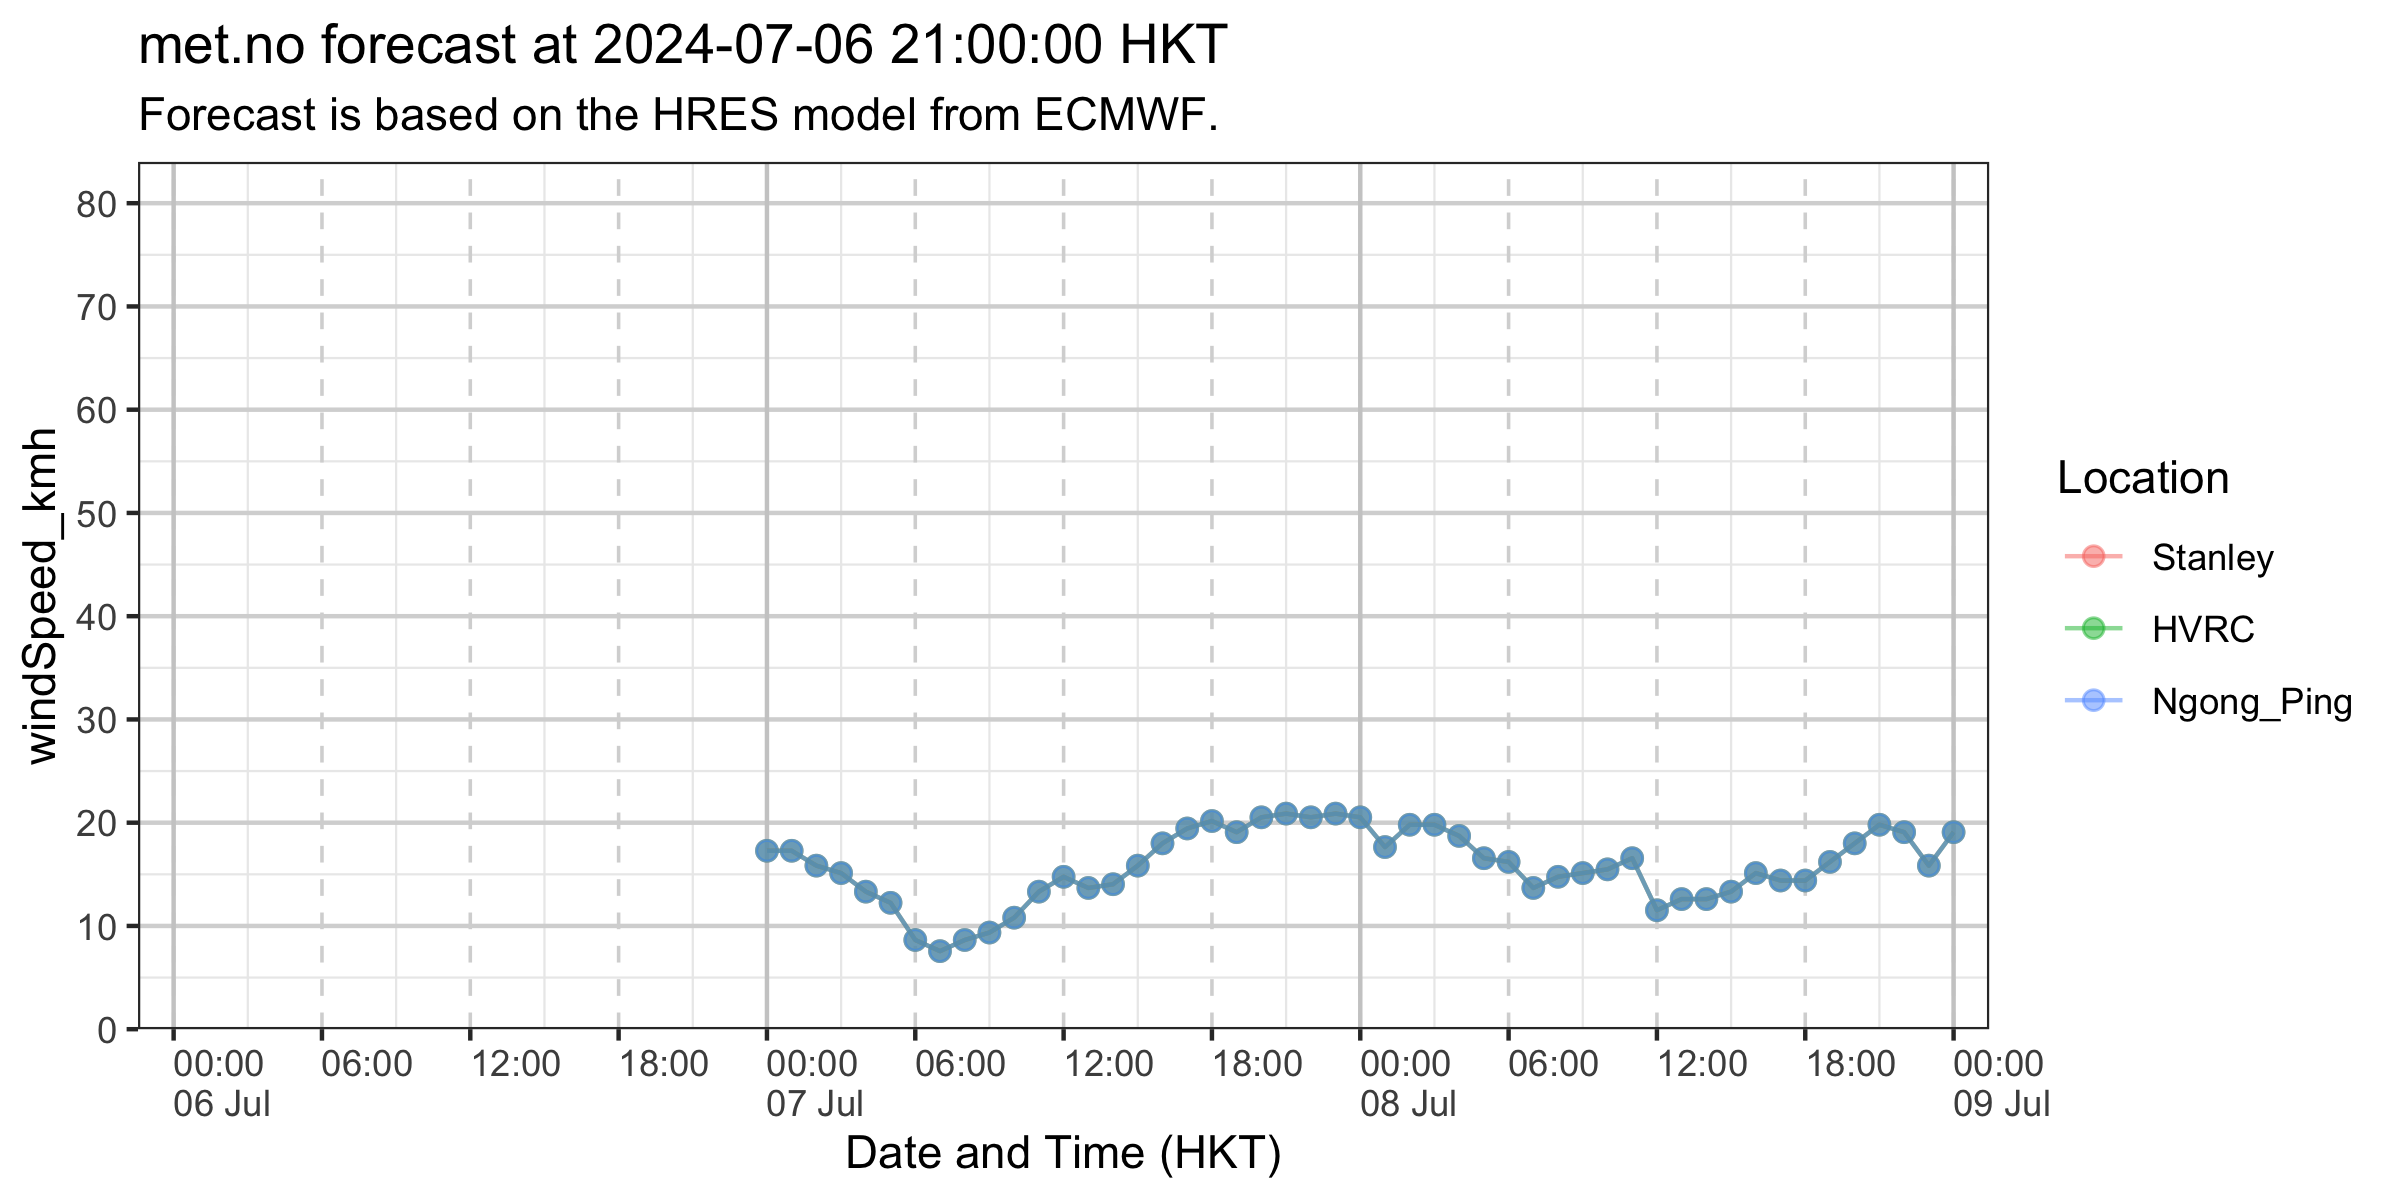 met.no forecast at 2024-07-06 21:00:00 HKT
Forecast is based on the HRES model from ECMWF.
windSpeed_kmh
80
70
60
50
40
30
20
10
0
00:00 06:00 12:00 18:00 00:00 06:00 12:00 18:00 00:00 06:00 12:00 18:00 00:00
06 Jul 07 Jul 08 Jul 09 Jul
Date and Time (HKT)
Location
Stanley
HVRC
Ngong_Ping